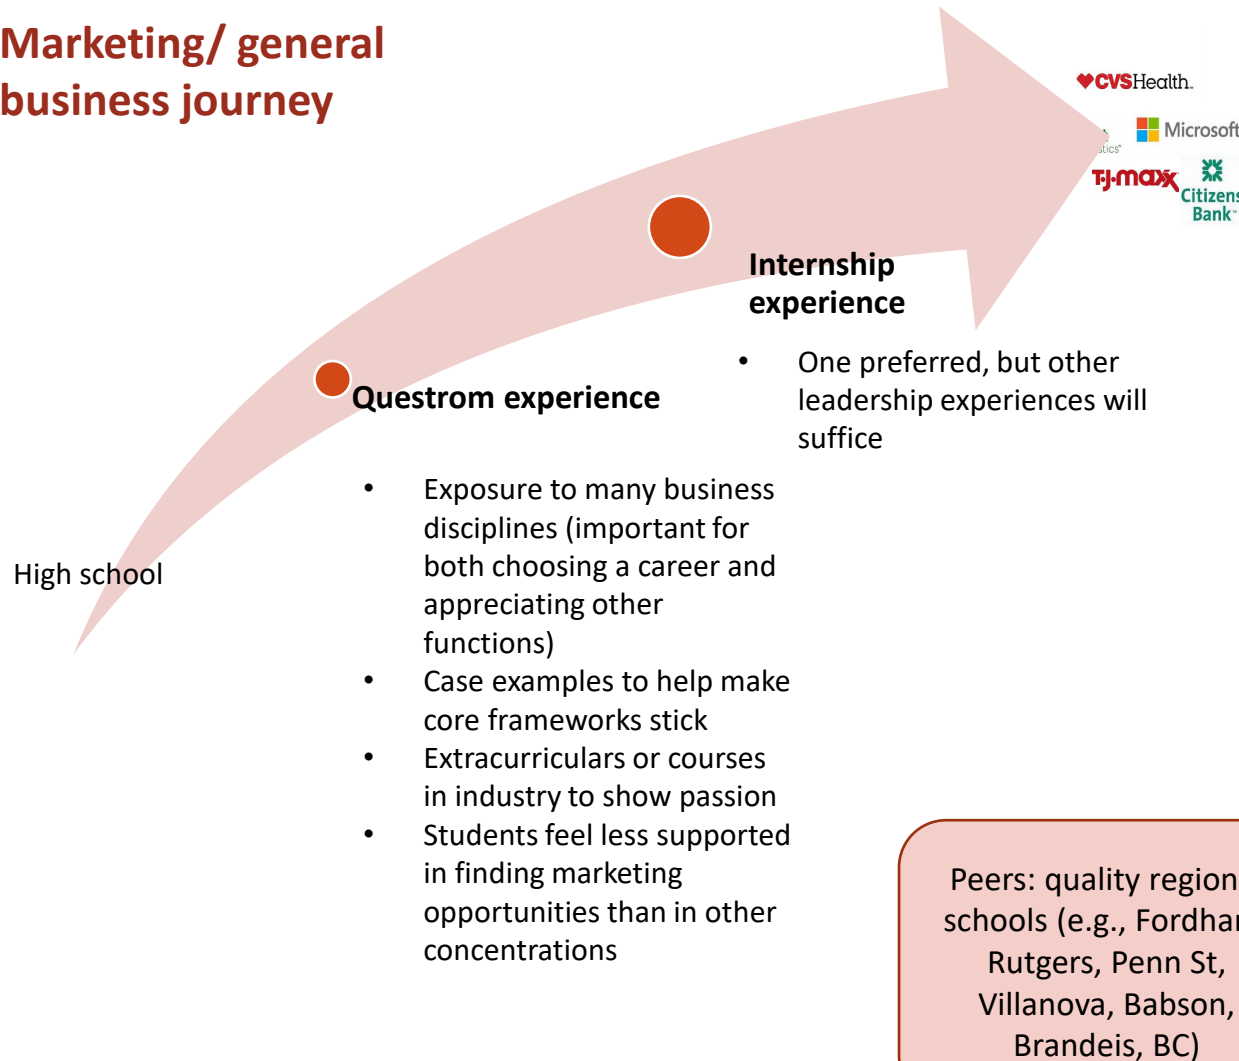 Marketing/ general
business journey
CVSHealth.
Microsoft
tics
T•J•maxx
Citizens
Bank
Internship
experience
• One preferred, but other
leadership experiences will
suffice
Questrom experience
• Exposure to many business
disciplines (important for
both choosing a career and
appreciating other
functions)
• Case examples to help make
core frameworks stick
• Extracurriculars or courses
in industry to show passion
• Students feel less supported
in finding marketing
opportunities than in other
concentrations
High school
Peers: quality region
schools (e.g., Fordha
Rutgers, Penn St,
Villanova, Babson,
Brandeis, BC)